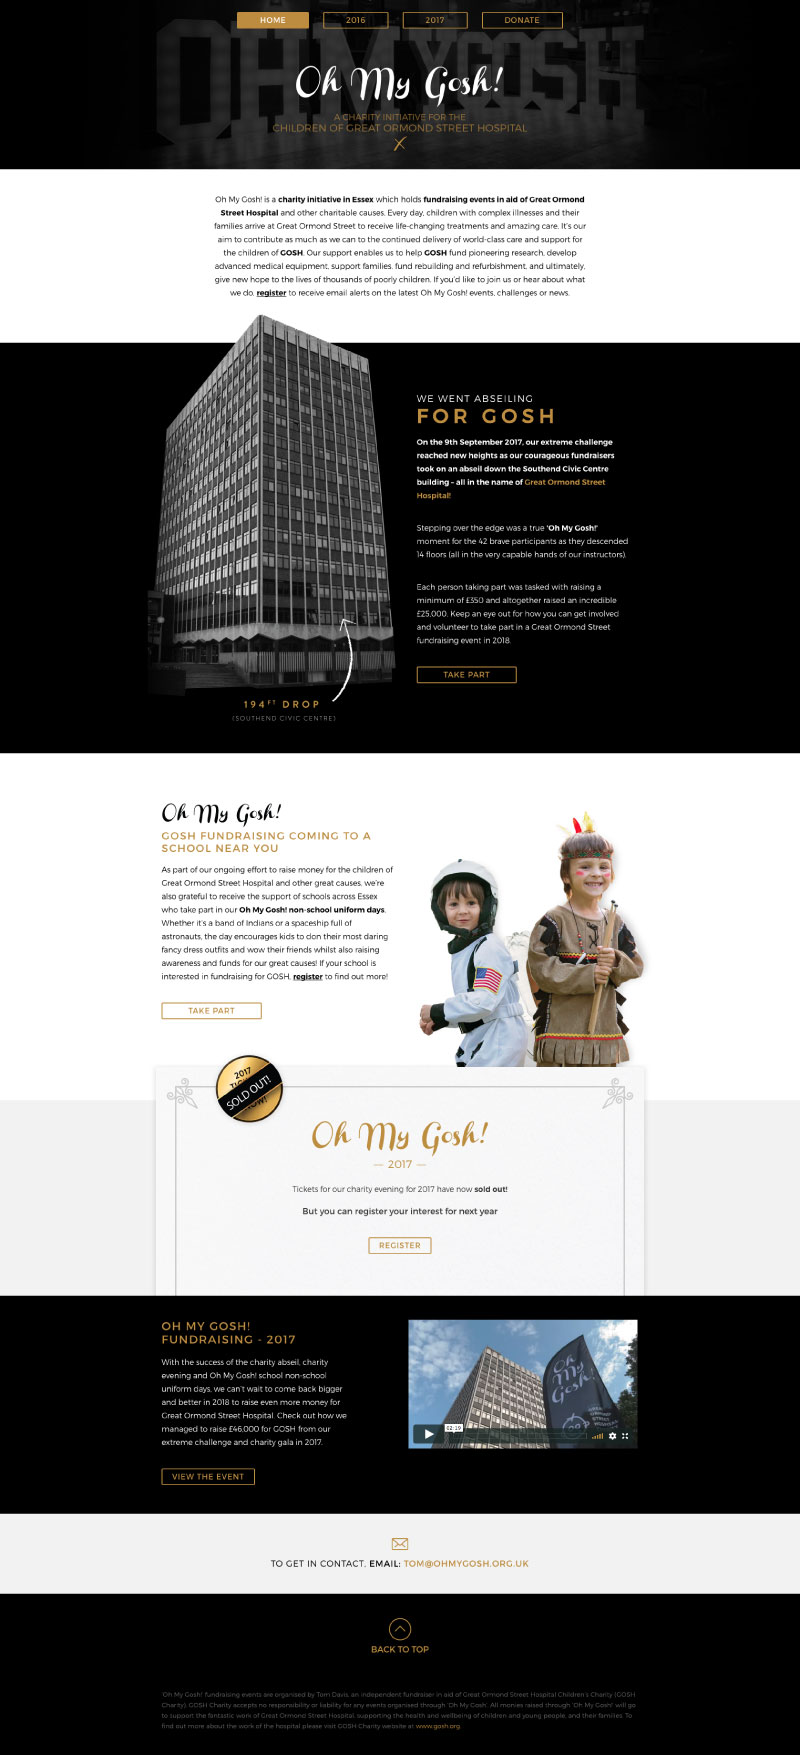 HOME 2016 2017 DONATE
OH MY GOSH
Oh My Gosh!
A CHARITY INITIATIVE FOR THE
CHILDREN OF GREAT ORMOND STREET HOSPITAL
Oh My Gosh! is a charity initiative in Essex which holds fundraising events in aid of Great Ormond
Street Hospital and other charitable causes. Every day, children with complex illnesses and their
families arrive at Great Ormond Street to receive life-changing treatments and amazing care. It's our
aim to contribute as much as we can to the continued delivery of world-class care and support for
the children of GOSH. Our support enables us to help GOSH fund pioneering research, develop
advanced medical equipment, support families, fund rebuilding and refurbishment, and ultimately,
give new hope to the lives of thousands of poorly children. If you'd like to join us or hear about what
we do, register to receive email alerts on the latest Oh My Gosh! events, challenges or news.
WE WENT ABSEILING
FOR GOSH
On the 9th September 2017, our extreme challenge
reached new heights as our courageous fundraisers
took on an abseil down the Southend Civic Centre
building – all in the name of Great Ormond Street
Hospital!
Stepping over the edge was a true 'Oh My Gosh!'
moment for the 42 brave participants as they descended
14 floors (all in the very capable hands of our instructors).
Each person taking part was tasked with raising a
minimum of £350 and altogether raised an incredible
£25,000. Keep an eye out for how you can get involved
and volunteer to take part in a Great Ormond Street
fundraising event in 2018.
TAKE PART
194FT DROP
(SOUTHEND CIVIC CENTRE)
Oh My Gosh!
GOSH FUNDRAISING COMING TO A
SCHOOL NEAR YOU
As part of our ongoing effort to raise money for the children of
Great Ormond Street Hospital and other great causes, we're
also grateful to receive the support of schools across Essex
who take part in our Oh My Gosh! non-school uniform days.
Whether it's a band of Indians or a spaceship full of
astronauts, the day encourages kids to don their most daring
fancy dress outfits and wow their friends whilst also raising
awareness and funds for our great causes! If your school is
interested in fundraising for GOSH, register to find out more!
TAKE PART
2017
SOLD OUT!
Oh My Gosh!
— 2017 —
Tickets for our charity evening for 2017 have now sold out!
But you can register your interest for next year
REGISTER
OH MY GOSH!
FUNDRAISING - 2017
With the success of the charity abseil, charity
evening and Oh My Gosh! school non-school
uniform days, we can't wait to come back bigger
and better in 2018 to raise even more money for
Great Ormond Street Hospital. Check out how we
managed to raise £46,000 for GOSH from our
extreme challenge and charity gala in 2017.
VIEW THE EVENT
Oh
My
Gosh!
02:19
TO GET IN CONTACT, EMAIL: TOM@OHMYGOSH.ORG.UK
BACK TO TOP
'Oh My Gosh!' fundraising events are organised by Tom Davis, an independent fundraiser in aid of Great Ormond Street Hospital Children's Charity (GOSH
Charity). GOSH Charity accepts no responsibility or liability for any events organised through 'Oh My Gosh'. All monies raised through 'Oh My Gosh!' will go
to support the fantastic work of Great Ormond Street Hospital, supporting the health and wellbeing of children and young people, and their families. To
find out more about the work of the hospital please visit GOSH Charity website at www.gosh.org.